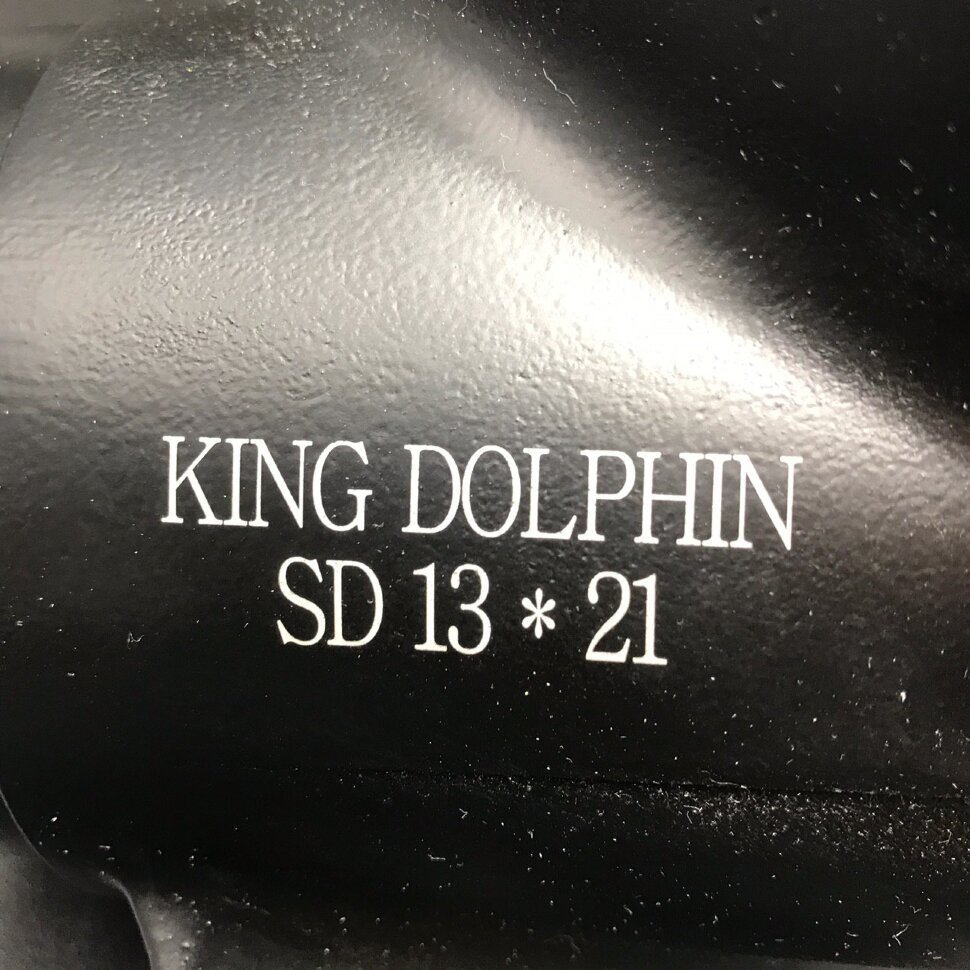 KING DOLPHIN
SD 13 * 21